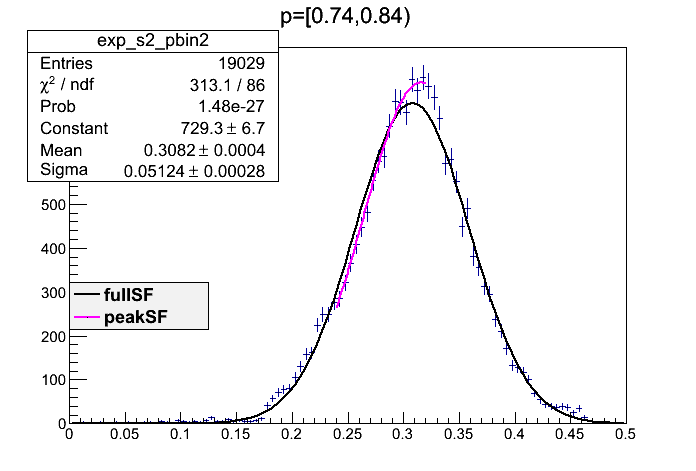 p=[0.74,0.84)
exp_s2_pbin2
Entries 19029
χ² / ndf 313.1 / 86
Prob 1.48e-27
Constant 729.3 ± 6.7
Mean 0.3082 ± 0.0004
Sigma 0.05124 ± 0.00028
500
400
300
fullSF
peakSF
200
100
0
0 0.05 0.1 0.15 0.2 0.25 0.3 0.35 0.4 0.45 0.5